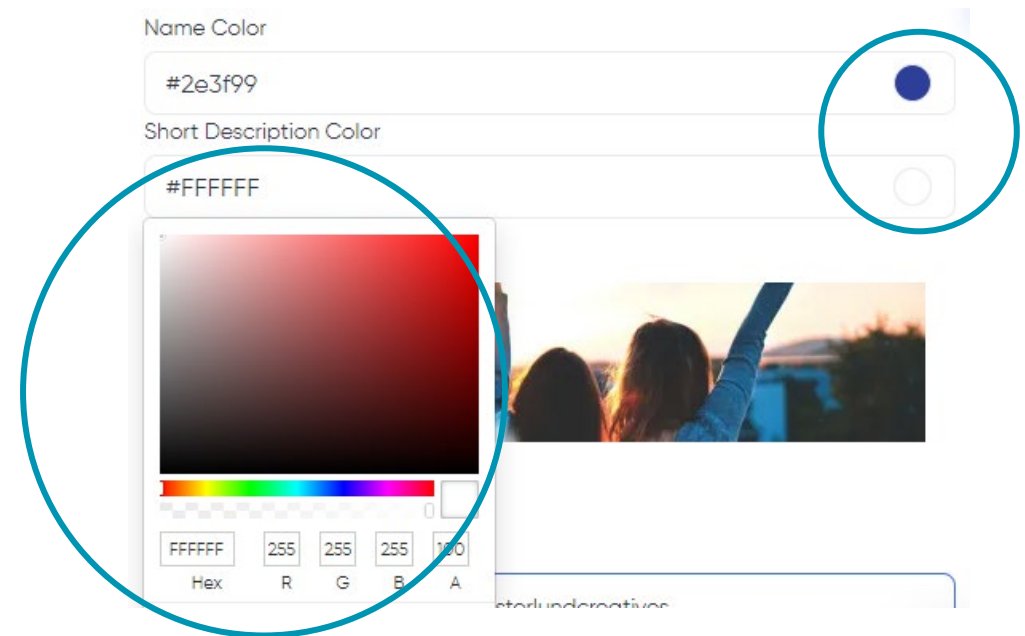 Name Color
#2e3f99
Short Description Color
#FFFFFF
FFFFFF 255 255 255 100
Hex R G B A